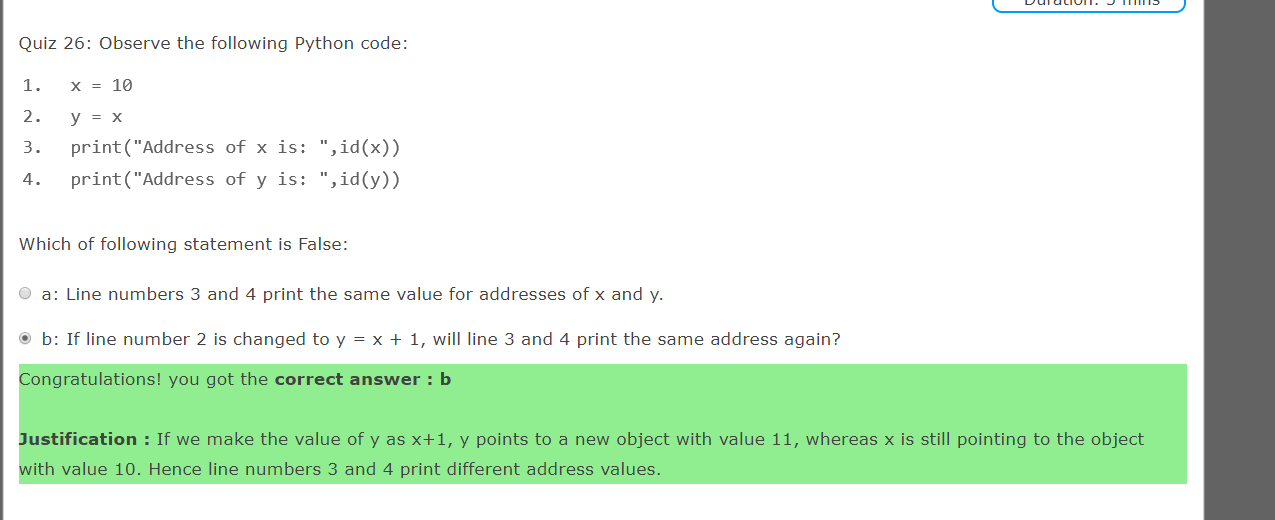 Duration: 5 mins
Quiz 26: Observe the following Python code:
1. x = 10
2. y = x
3. print("Address of x is: ",id(x))
4. print("Address of y is: ",id(y))
Which of following statement is False:
a: Line numbers 3 and 4 print the same value for addresses of x and y.
b: If line number 2 is changed to y = x + 1, will line 3 and 4 print the same address again?
Congratulations! you got the correct answer : b
Justification : If we make the value of y as x+1, y points to a new object with value 11, whereas x is still pointing to the object
with value 10. Hence line numbers 3 and 4 print different address values.